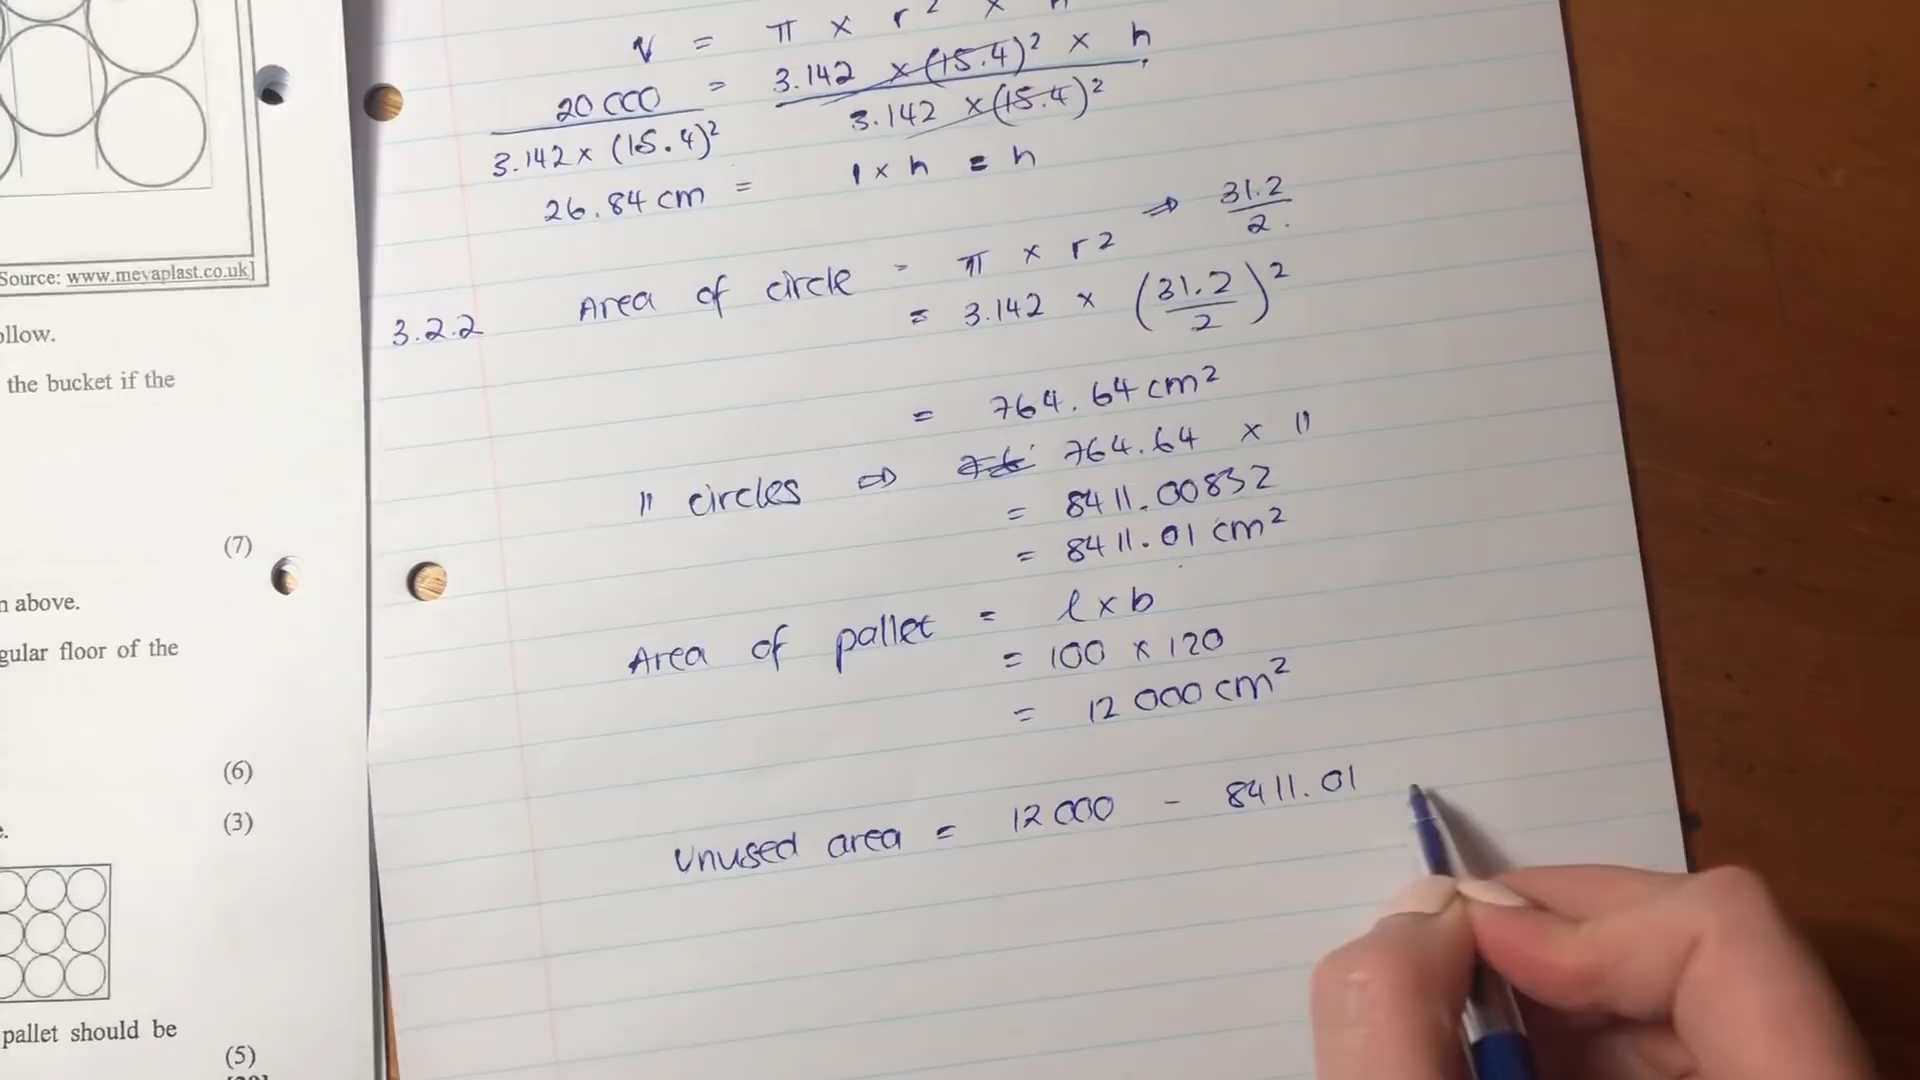 V = π × r² ×
20 000 = 3.142 × (15.4)² × h
3.142 × (15.4)² 3.142 × (15.4)²
26.84 cm = 1 × h = h
3.2.2 Area of circle = π × r² ⇒ 31.2/2
= 3.142 × (31.2/2)²
= 764.64 cm²
11 circles ⇒ 764.64 × 11
= 8411.00832
= 8411.01 cm²
Area of pallet = l × b
= 100 × 120
= 12 000 cm²
Unused area = 12 000 - 8411.01
Source: www.mevaplast.co.uk]
ollow.
the bucket if the
(7)
n above.
gular floor of the
(6)
(3)
pallet should be
(5)